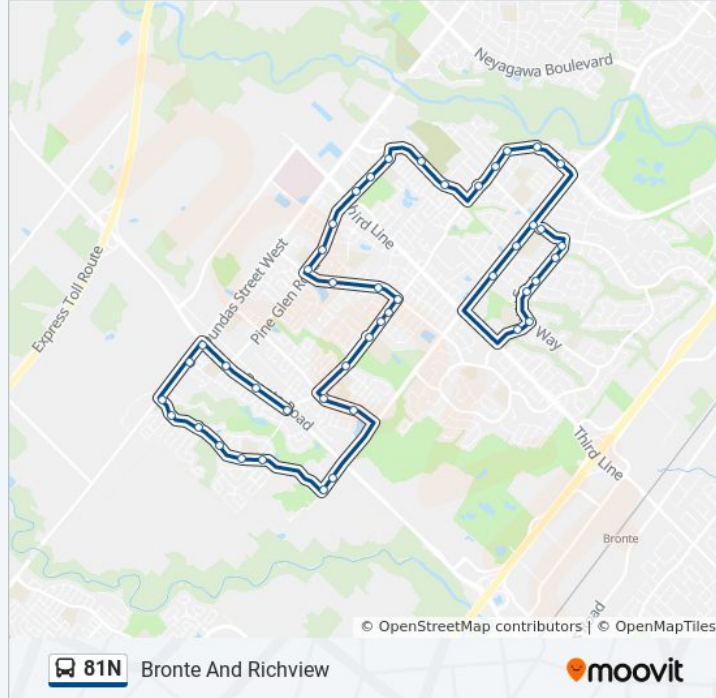 Neyagawa Boulevard
Third Line
Express Toll Route
Dundas Street West
Pine Glen
Road
Way
Third Line
Bronte
© OpenStreetMap contributors | © OpenMapTiles
81N Bronte And Richview
moovit